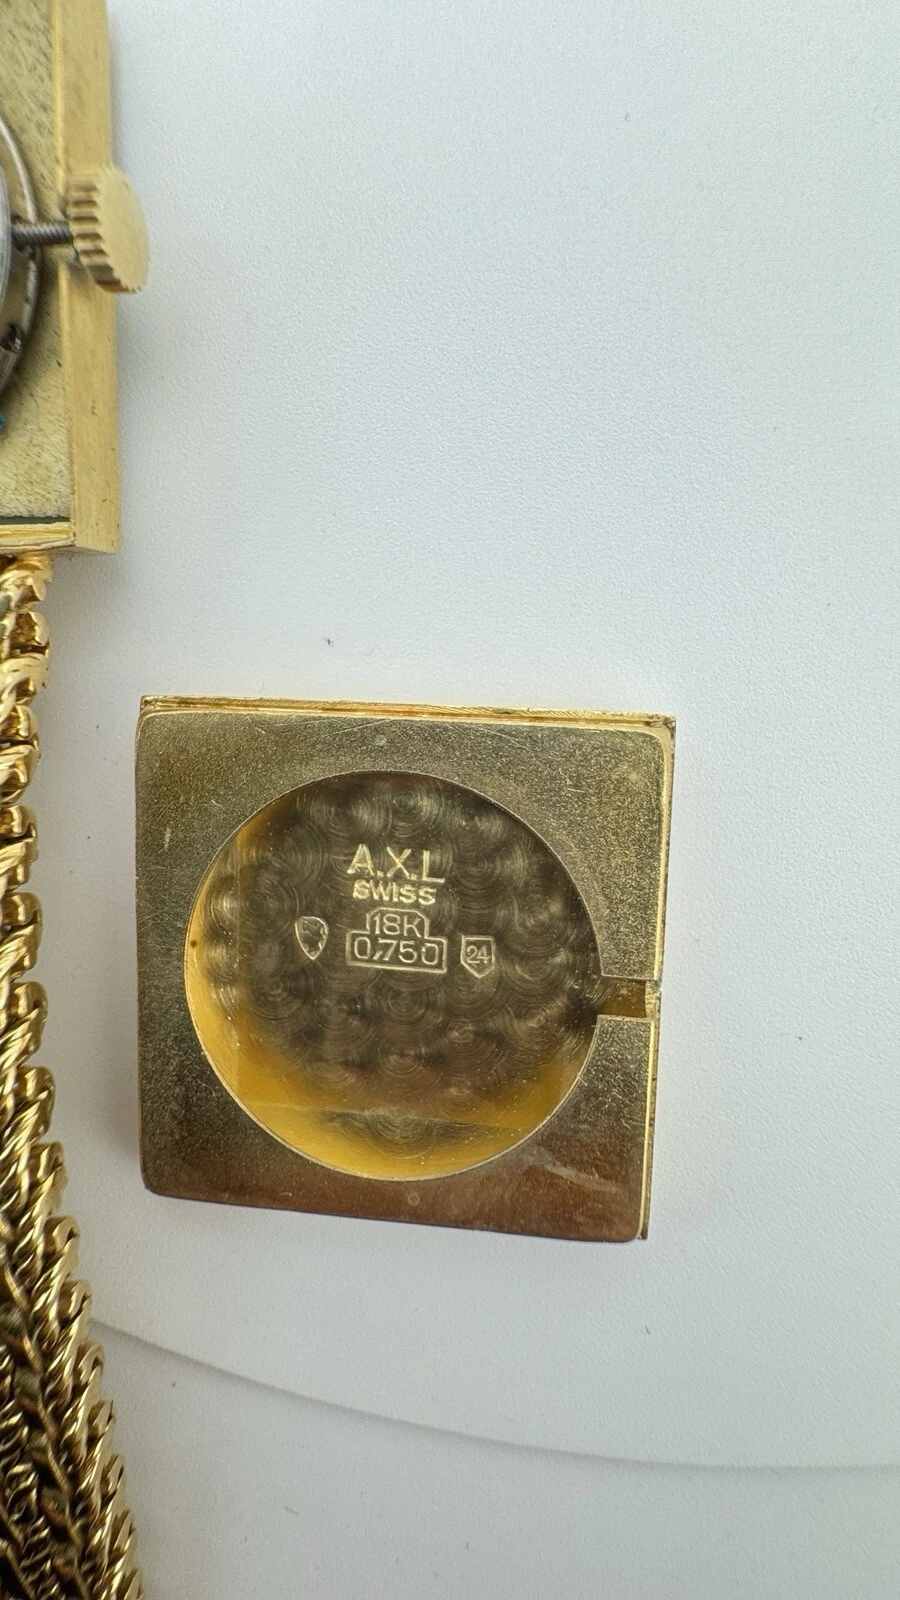 A.X.L
SWISS
18K
0,750
24